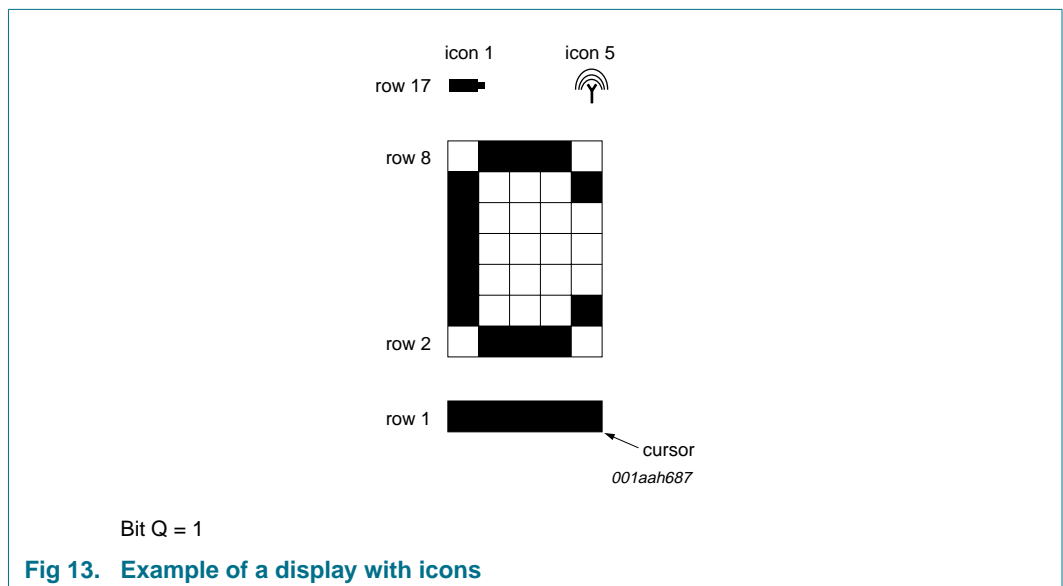 icon 1 icon 5
row 17
row 8
row 2
row 1
cursor
001aah687
Bit Q = 1
Fig 13. Example of a display with icons